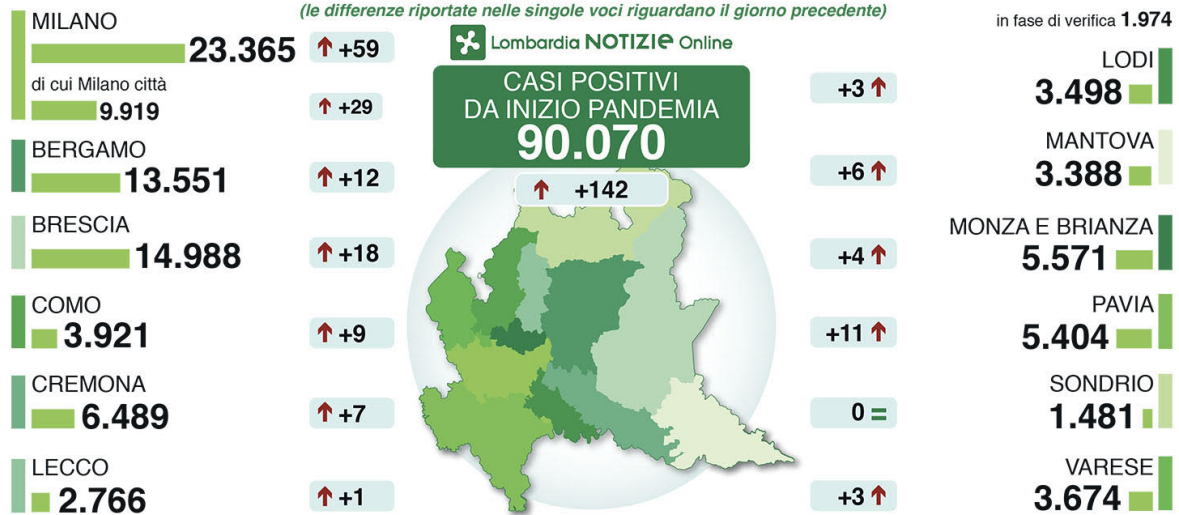 (le differenze riportate nelle singole voci riguardano il giorno precedente)
in fase di verifica 1.974
Lombardia NOTIZIE Online
CASI POSITIVI
DA INIZIO PANDEMIA
90.070
+142
MILANO
23.365
+59
di cui Milano città
9.919
+29
BERGAMO
13.551
+12
BRESCIA
14.988
+18
COMO
3.921
+9
CREMONA
6.489
+7
LECCO
2.766
+1
LODI
+3
3.498
MANTOVA
+6
3.388
MONZA E BRIANZA
+4
5.571
PAVIA
+11
5.404
SONDRIO
0 =
1.481
VARESE
+3
3.674